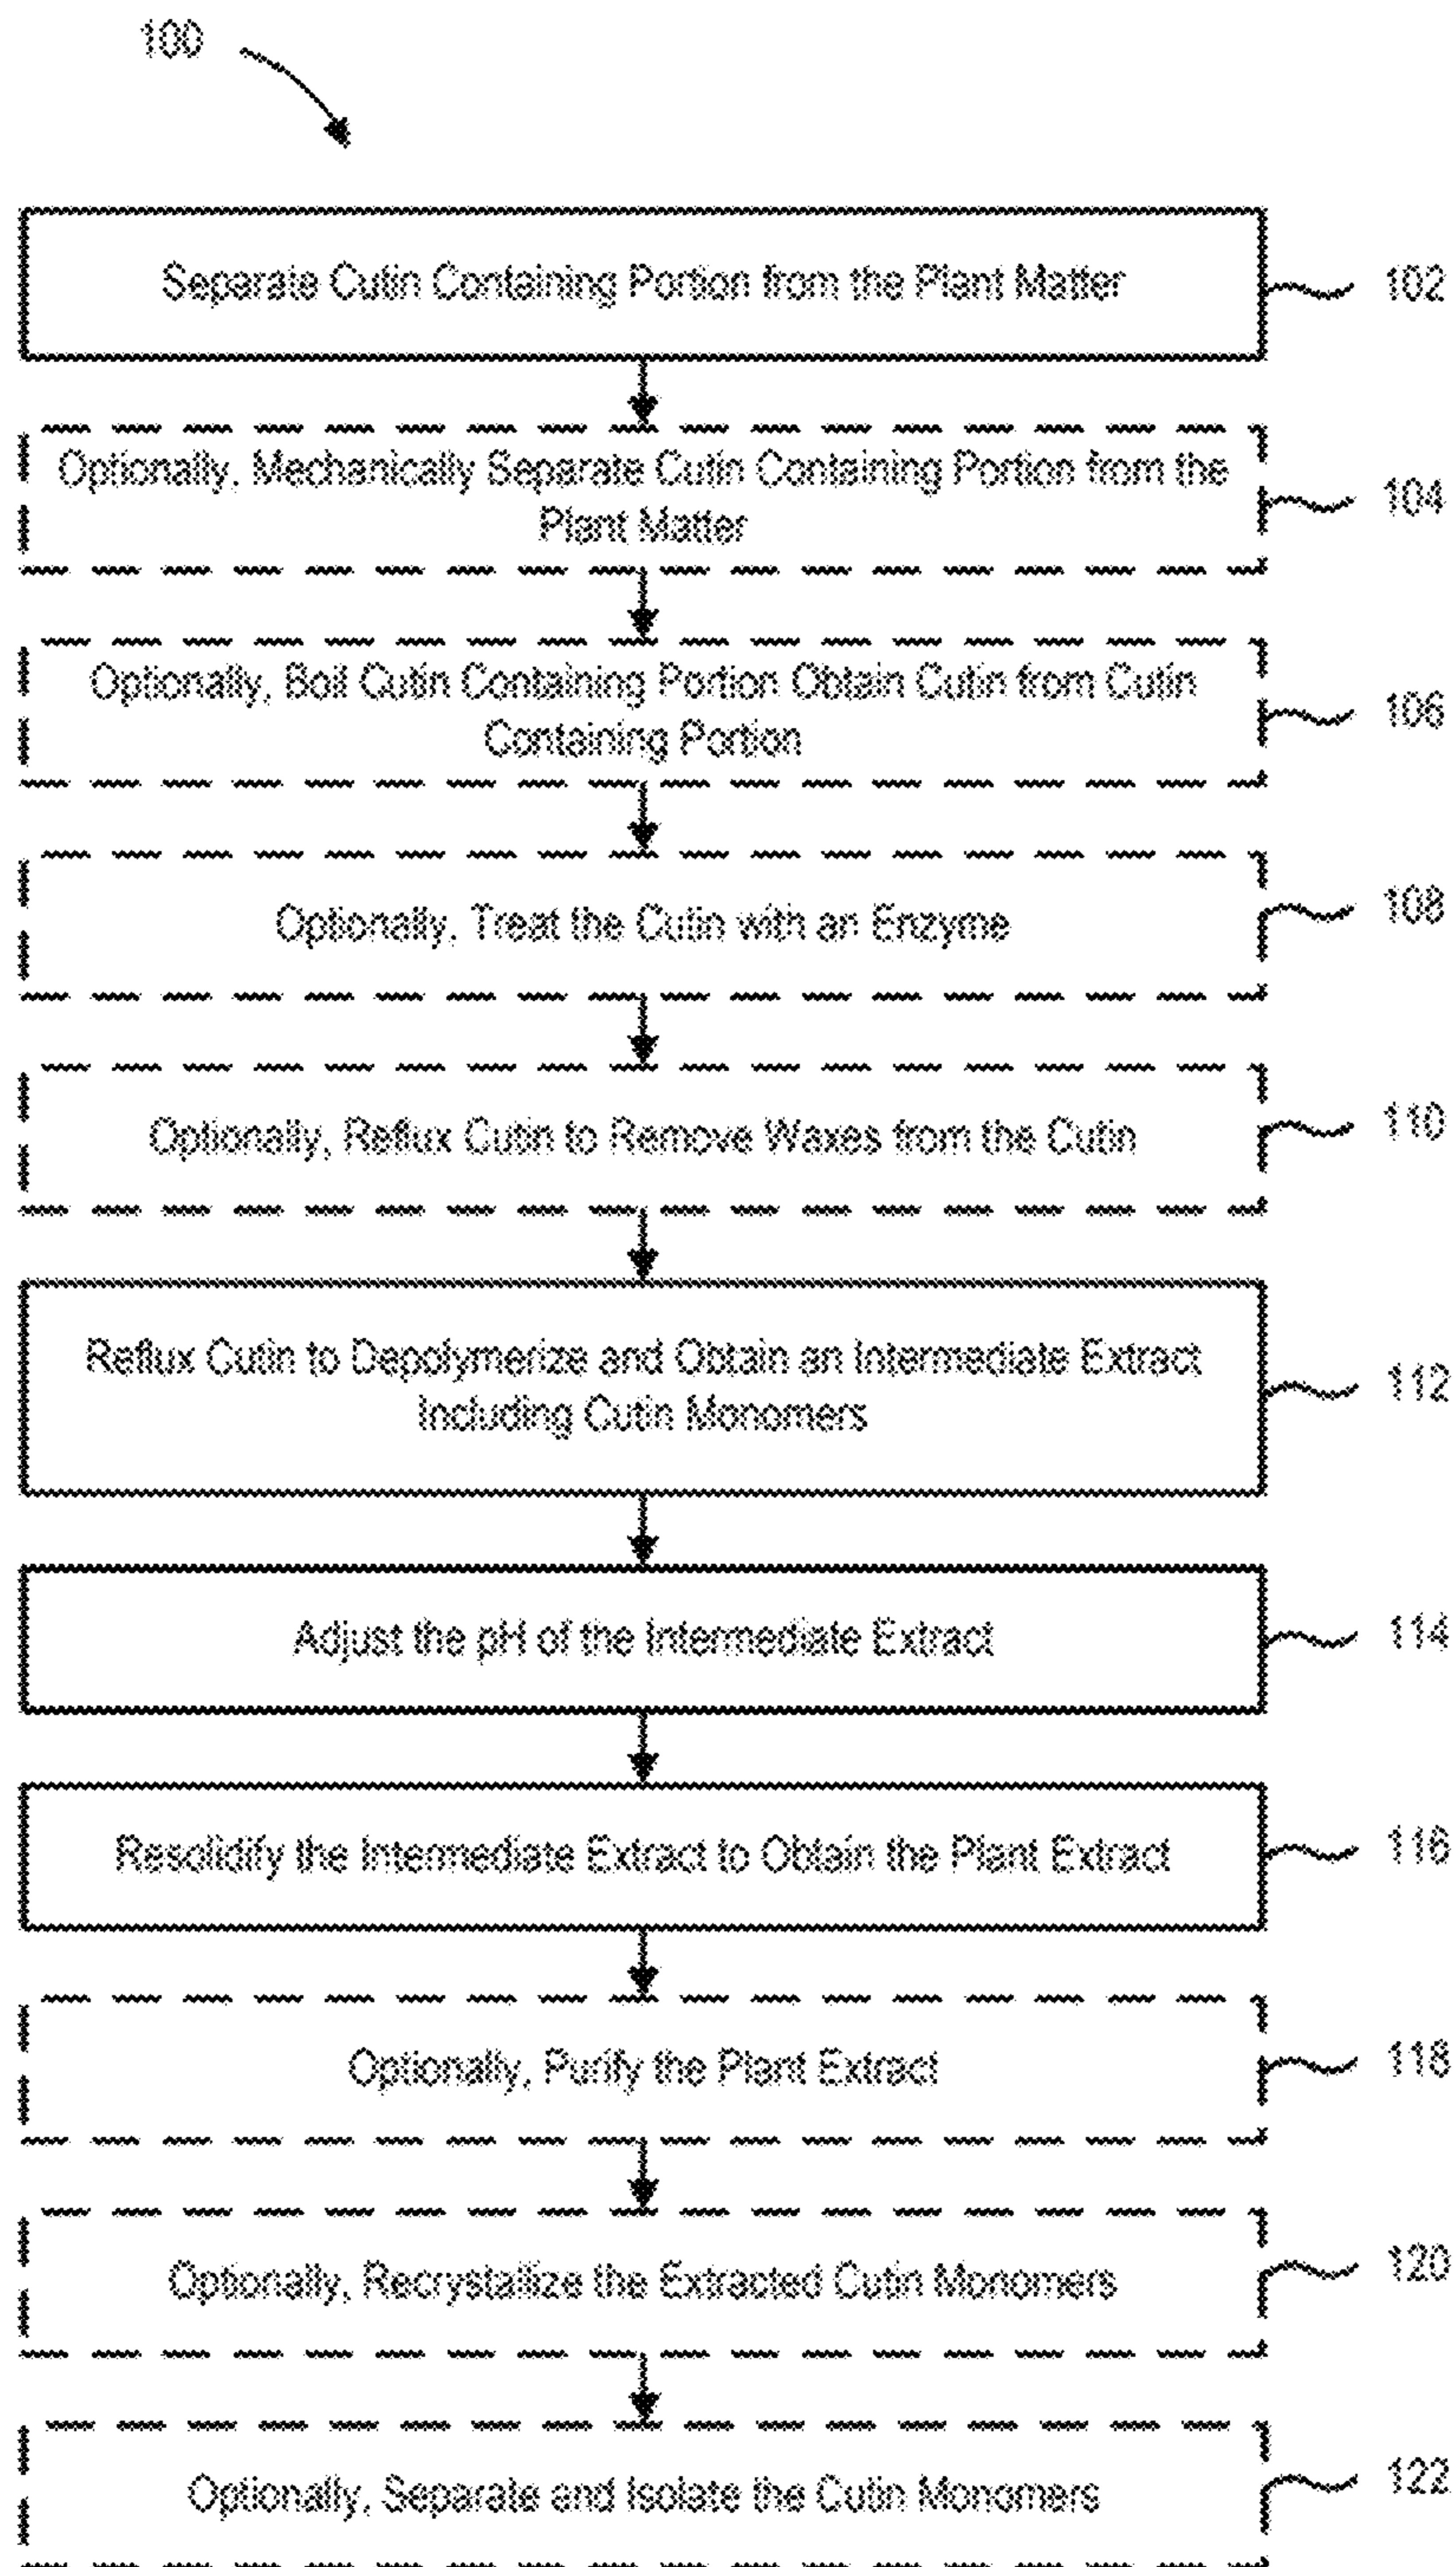 100
Separate Cutin Containing Portion from the Plant Matter
102
Optionally, Mechanically Separate Cutin Containing Portion from the
Plant Matter
104
Optionally, Boil Cutin Containing Portion Obtain Cutin from Cutin
Containing Portion
106
Optionally, Treat the Cutin with an Enzyme
108
Optionally, Reflux Cutin to Remove Waxes from the Cutin
110
Reflux Cutin to Depolymerize and Obtain an Intermediate Extract
Including Cutin Monomers
112
Adjust the pH of the Intermediate Extract
114
Resolidify the Intermediate Extract to Obtain the Plant Extract
116
Optionally, Purify the Plant Extract
118
Optionally, Recrystallize the Extracted Cutin Monomers
120
Optionally, Separate and Isolate the Cutin Monomers
122